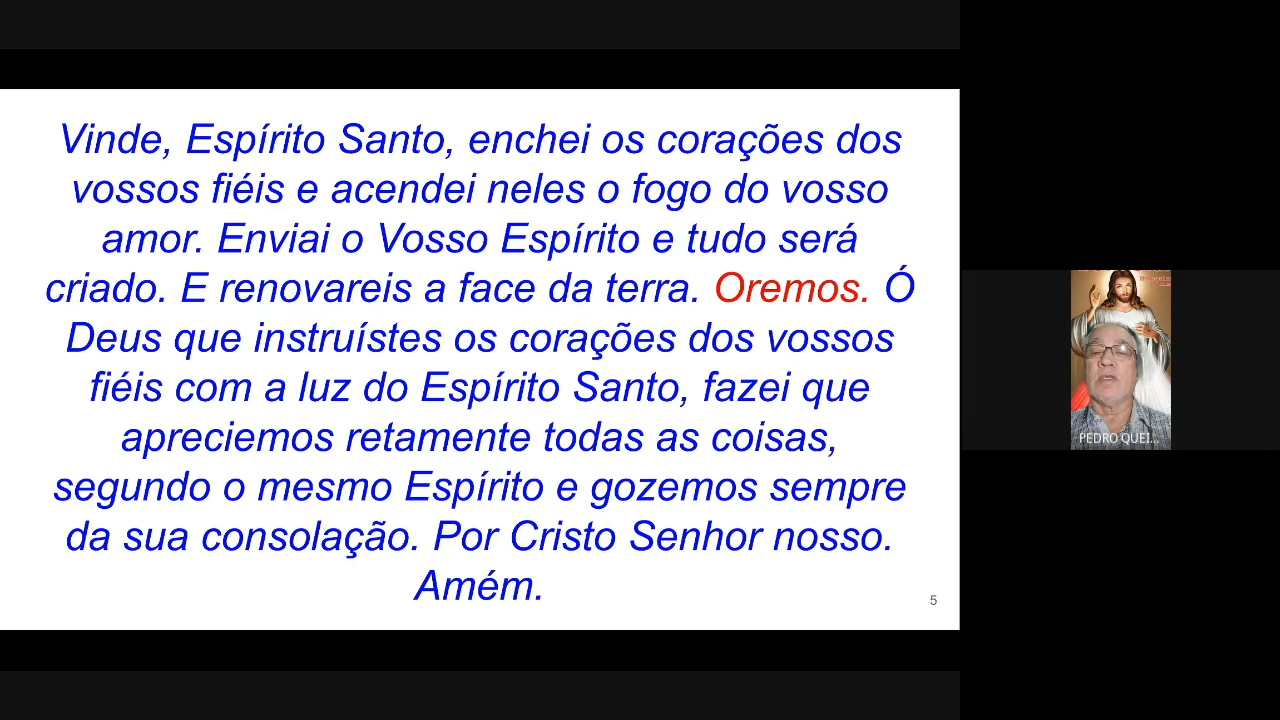 Vinde, Espírito Santo, enchei os corações dos
vossos fiéis e acendei neles o fogo do vosso
amor. Enviai o Vosso Espírito e tudo será
criado. E renovareis a face da terra. Oremos. Ó
Deus que instruístes os corações dos vossos
fiéis com a luz do Espírito Santo, fazei que
apreciemos retamente todas as coisas,
segundo o mesmo Espírito e gozemos sempre
da sua consolação. Por Cristo Senhor nosso.
Amém.
5
PEDRO QUEI...